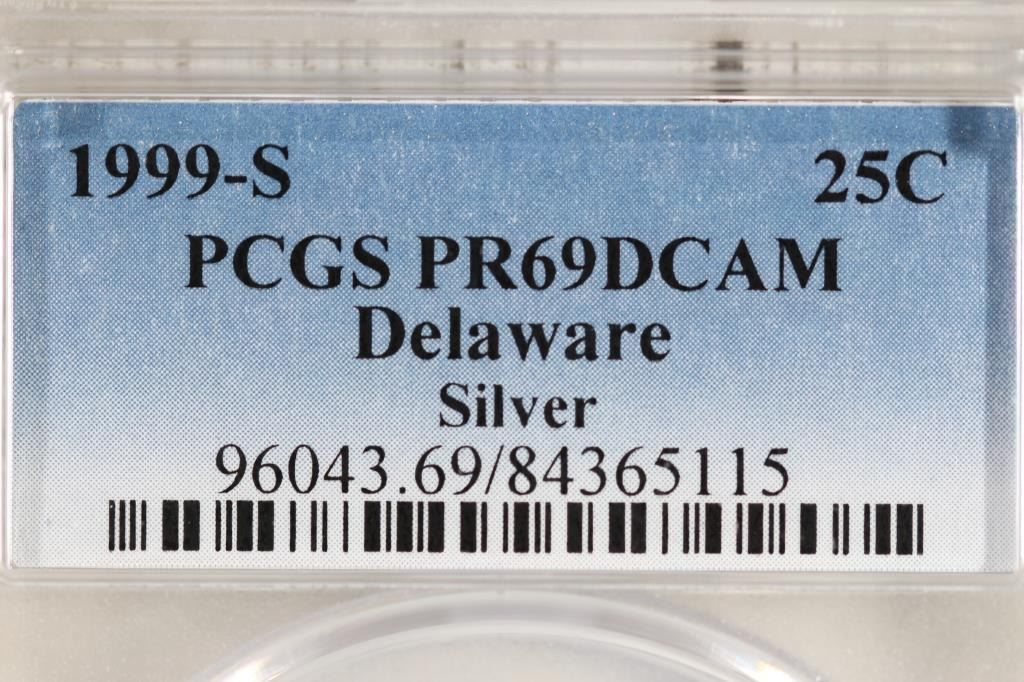 1999-S 25C
PCGS PR69DCAM
Delaware
Silver
96043.69/84365115